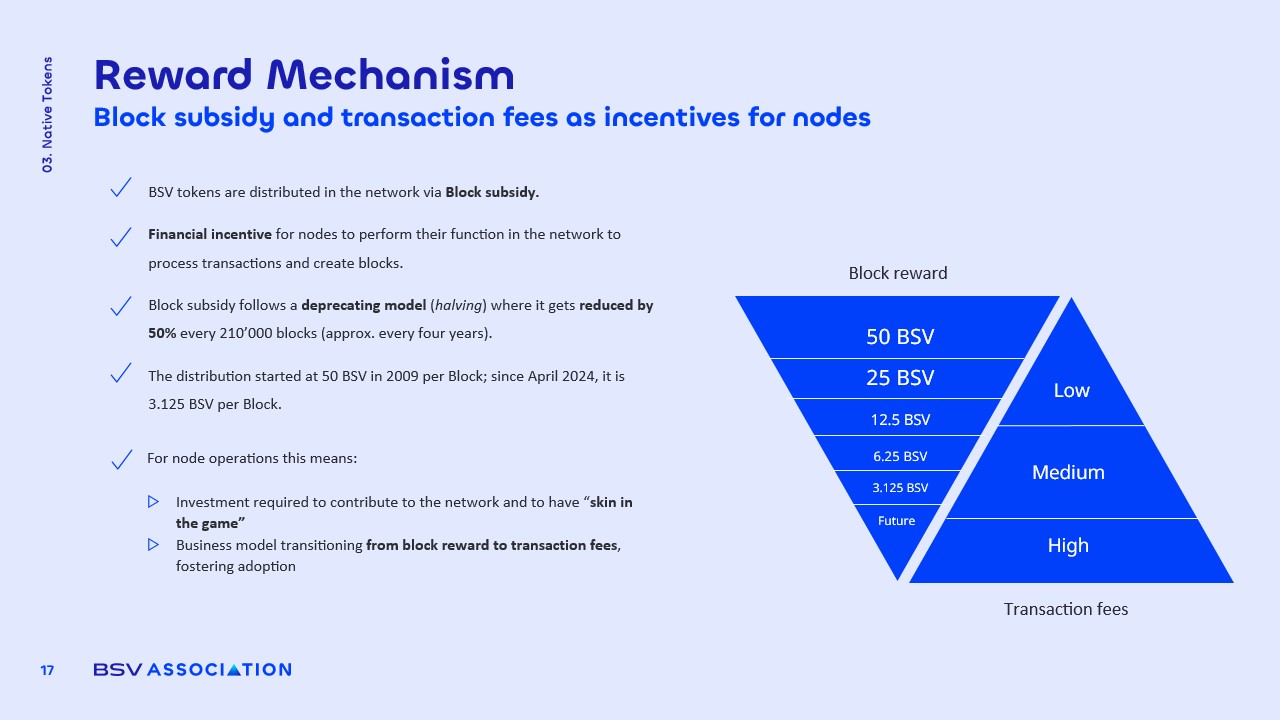 03. Native Tokens
Reward Mechanism
Block subsidy and transaction fees as incentives for nodes
BSV tokens are distributed in the network via Block subsidy.
Financial incentive for nodes to perform their function in the network to
process transactions and create blocks.
Block subsidy follows a deprecating model (halving) where it gets reduced by
50% every 210’000 blocks (approx. every four years).
The distribution started at 50 BSV in 2009 per Block; since April 2024, it is
3.125 BSV per Block.
For node operations this means:
Investment required to contribute to the network and to have “skin in
the game”
Business model transitioning from block reward to transaction fees,
fostering adoption
Block reward
50 BSV
25 BSV
12.5 BSV
6.25 BSV
3.125 BSV
Future
Low
Medium
High
Transaction fees
17
BSV ASSOCIATION